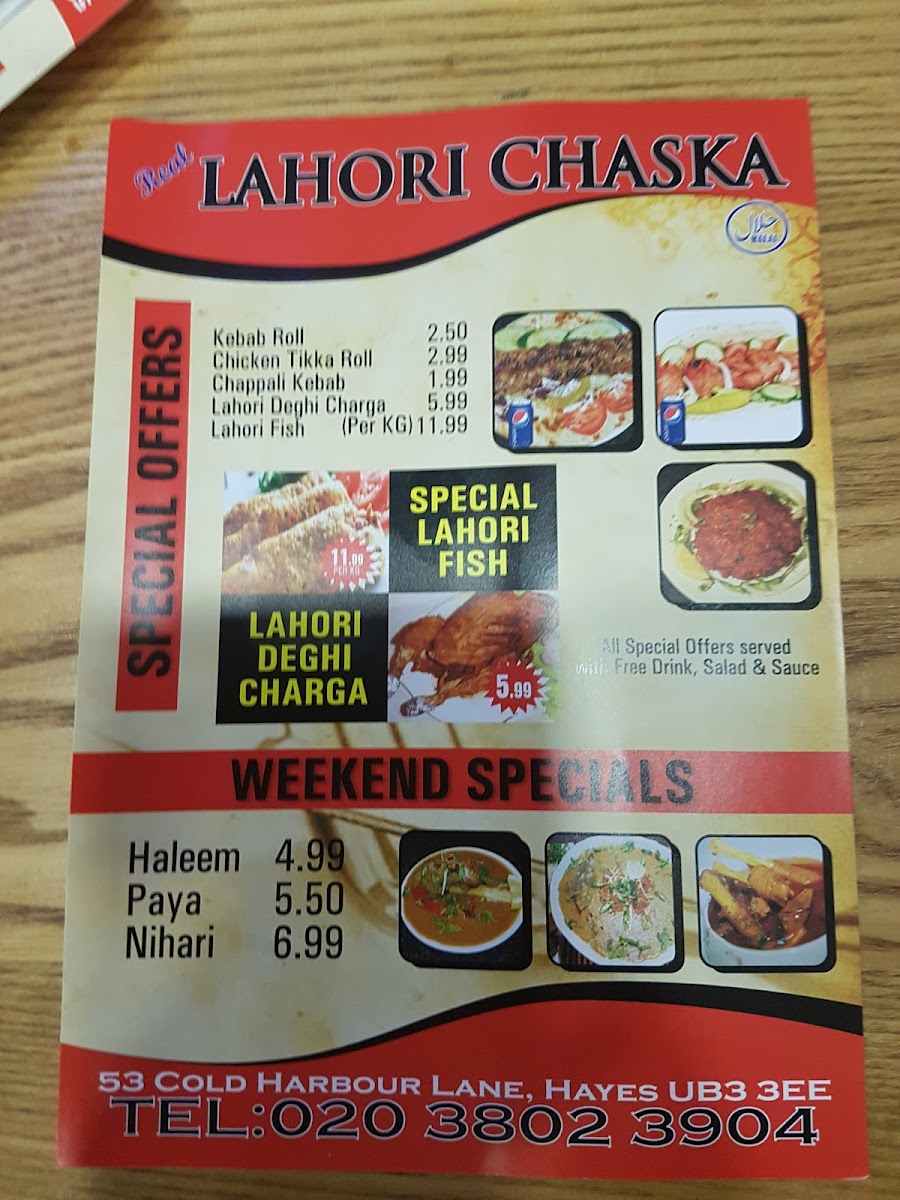 Real
LAHORI CHASKA
حلال
HALAL
SPECIAL OFFERS
Kebab Roll 2.50
Chicken Tikka Roll 2.99
Chappali Kebab 1.99
Lahori Deghi Charga 5.99
Lahori Fish (Per KG) 11.99
11.99
PER KG
SPECIAL
LAHORI
FISH
LAHORI
DEGHI
CHARGA
5.99
All Special Offers served
with Free Drink, Salad & Sauce
WEEKEND SPECIALS
Haleem 4.99
Paya 5.50
Nihari 6.99
53 COLD HARBOUR LANE, HAYES UB3 3EE
TEL:020 3802 3904